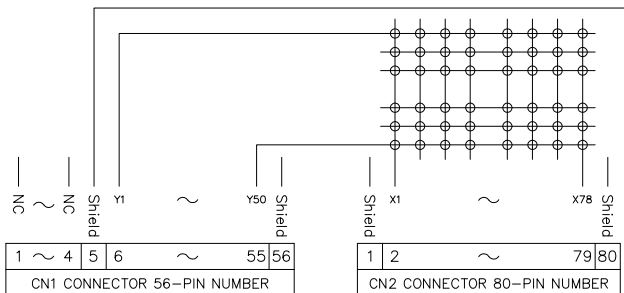 NC ~ NC Shield Y1 ~ Y50 Shield Shield X1 ~ X78 Shield
1 ~ 4 5 6 ~ 55 56 1 2 ~ 79 80
CN1 CONNECTOR 56-PIN NUMBER CN2 CONNECTOR 80-PIN NUMBER